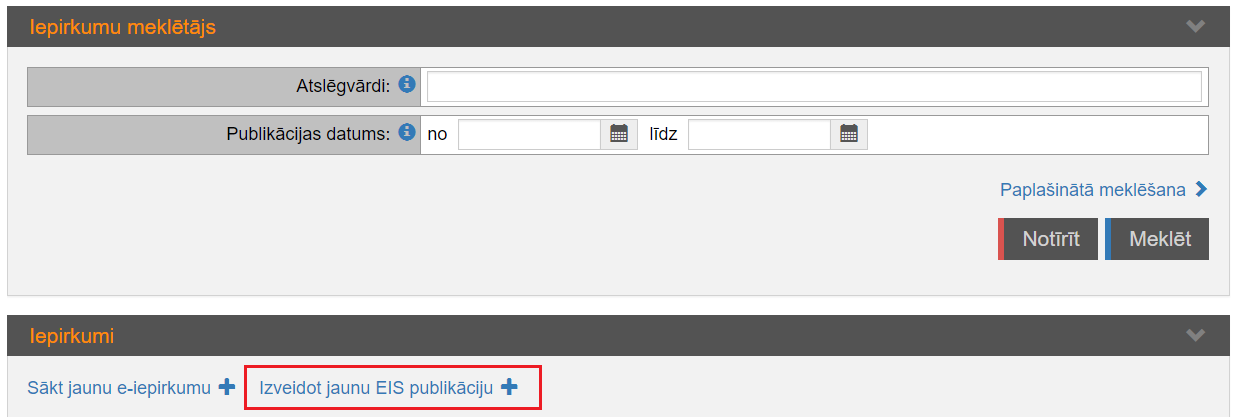 Iepirkumu meklētājs
Atslēgvārdi:
Publikācijas datums: no līdz
Paplašinātā meklēšana
Notīrīt Meklēt
Iepirkumi
Sākt jaunu e-iepirkumu Izveidot jaunu EIS publikāciju